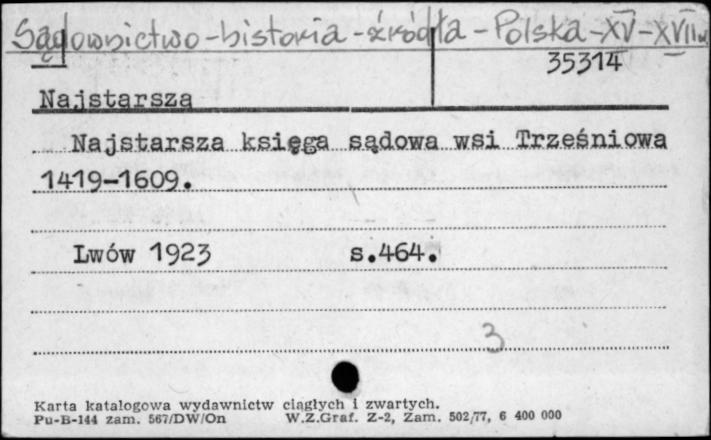 Sądownictwo-historia-źródła-Polska-XV-XVIIw
35314
Najstarsza
Najstarsza księga sądowa wsi Trześniowa
1419-1609.
Lwów 1923 s.464.
3
Karta katalogowa wydawnictw ciągłych i zwartych.
Pu-B-144 zam. 567/DW/On W.Z.Graf. Z-2, Zam. 502/77, 6 400 000